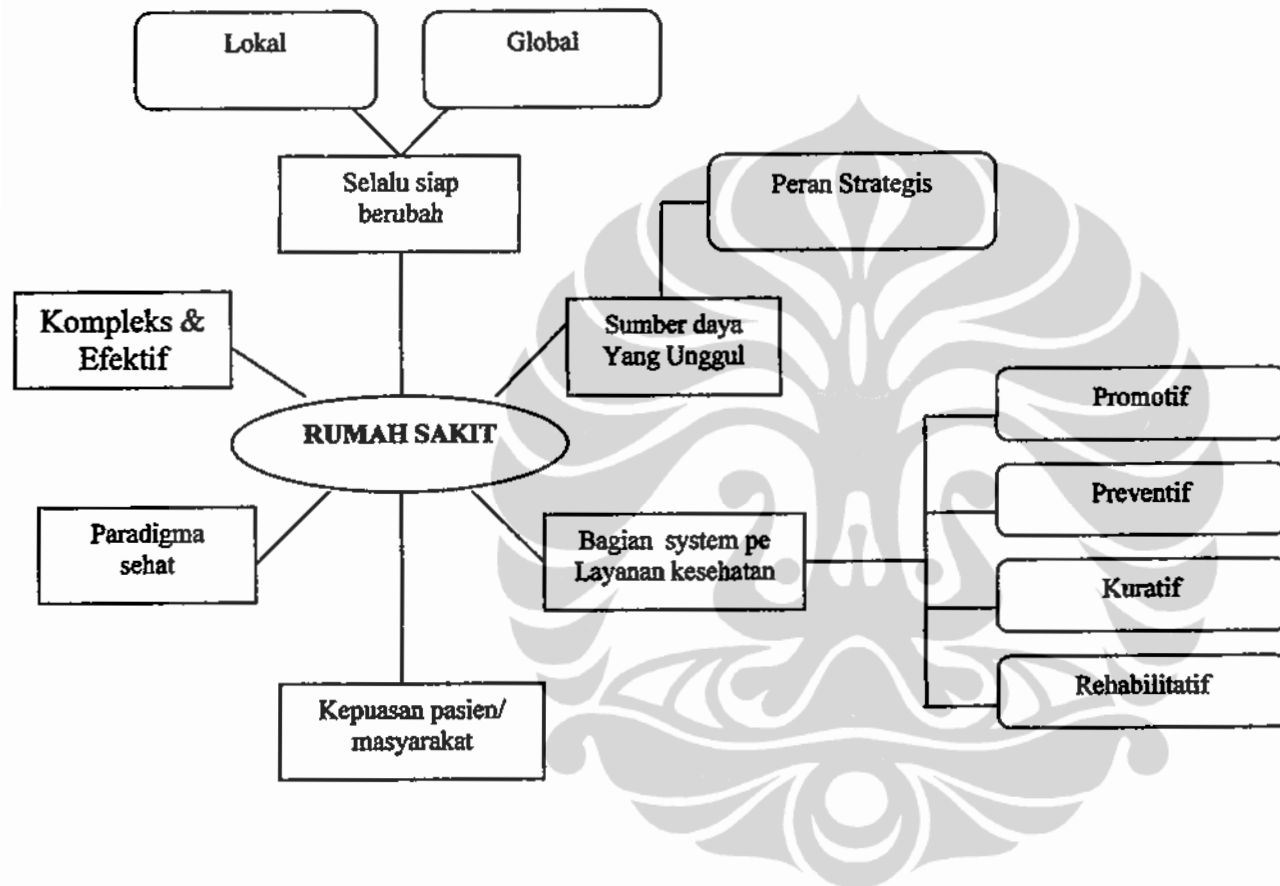 Lokal
Global
Selalu siap
berubah
Peran Strategis
Kompleks &
Efektif
Sumber daya
Yang Unggul
RUMAH SAKIT
Promotif
Preventif
Paradigma
sehat
Bagian system pe
Layanan kesehatan
Kuratif
Rehabilitatif
Kepuasan pasien/
masyarakat